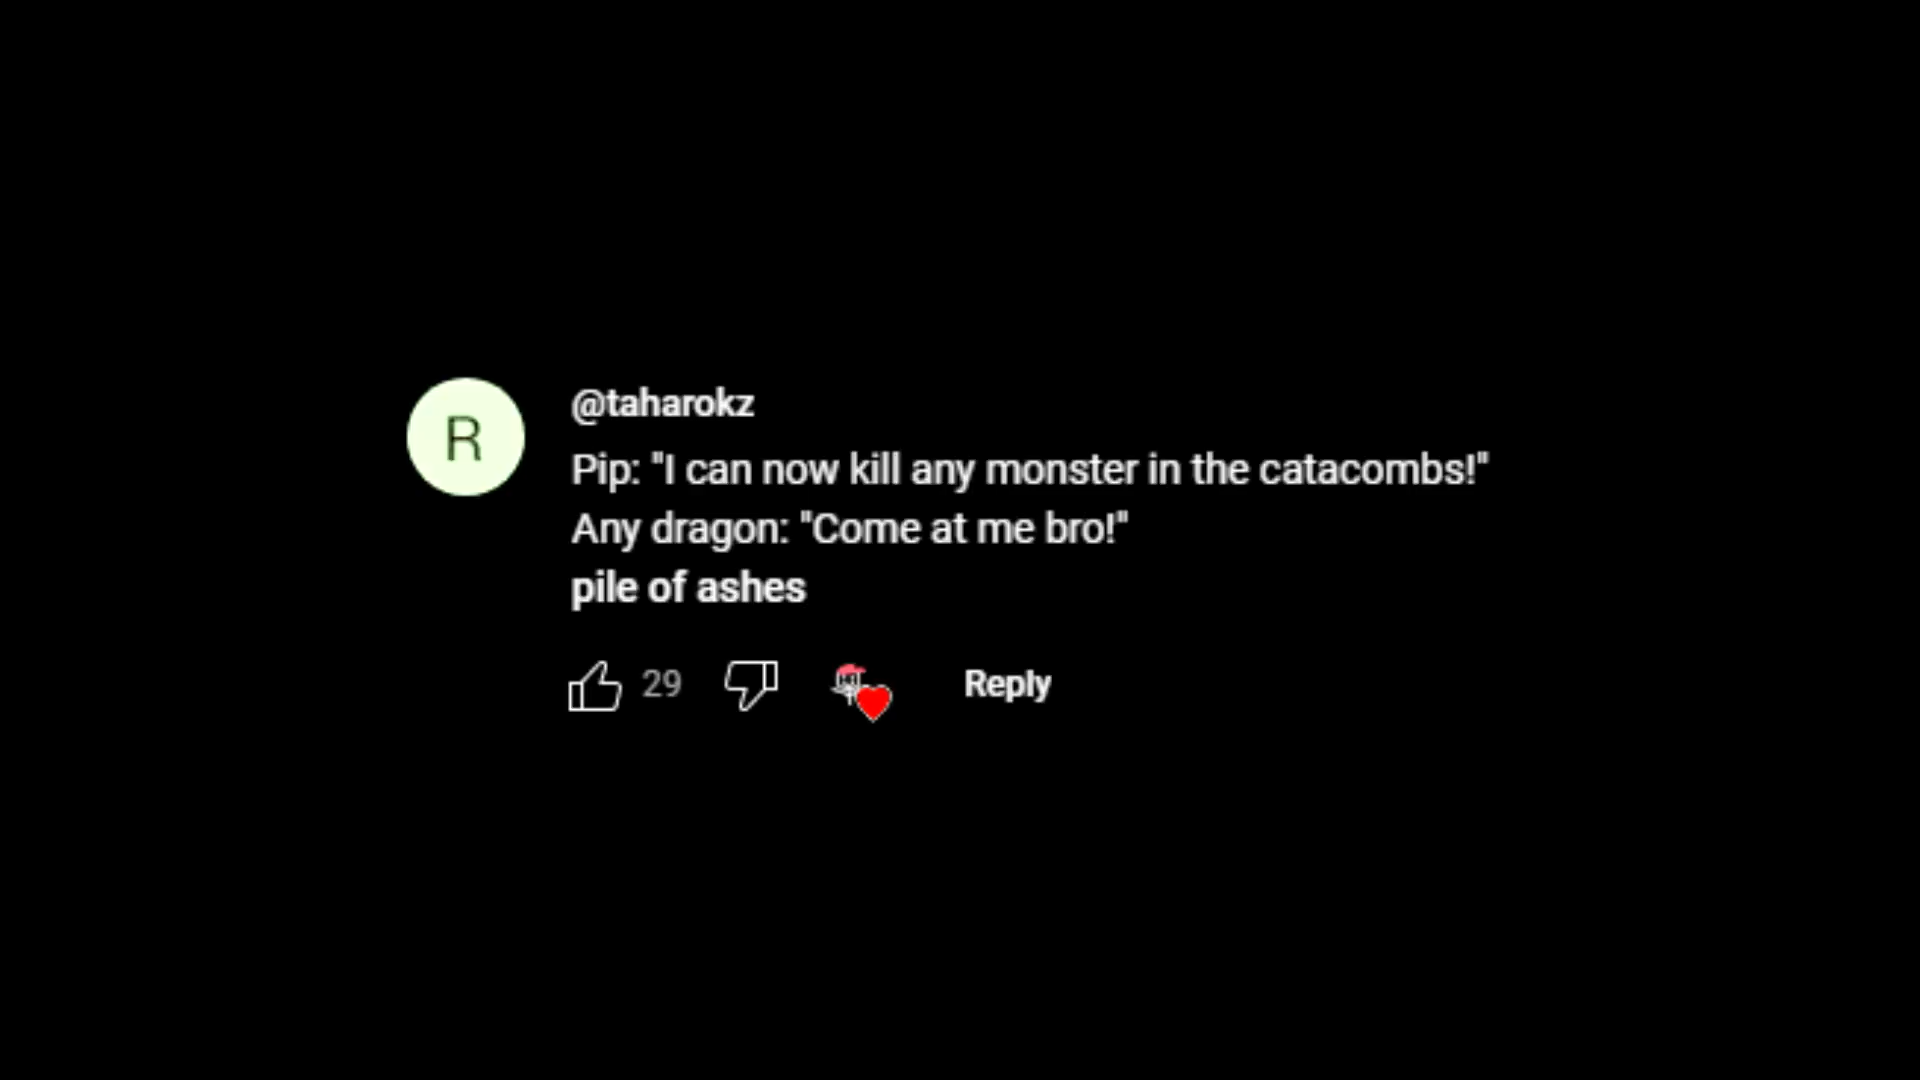 R
@taharokz
Pip: "I can now kill any monster in the catacombs!"
Any dragon: "Come at me bro!"
pile of ashes
29
Reply